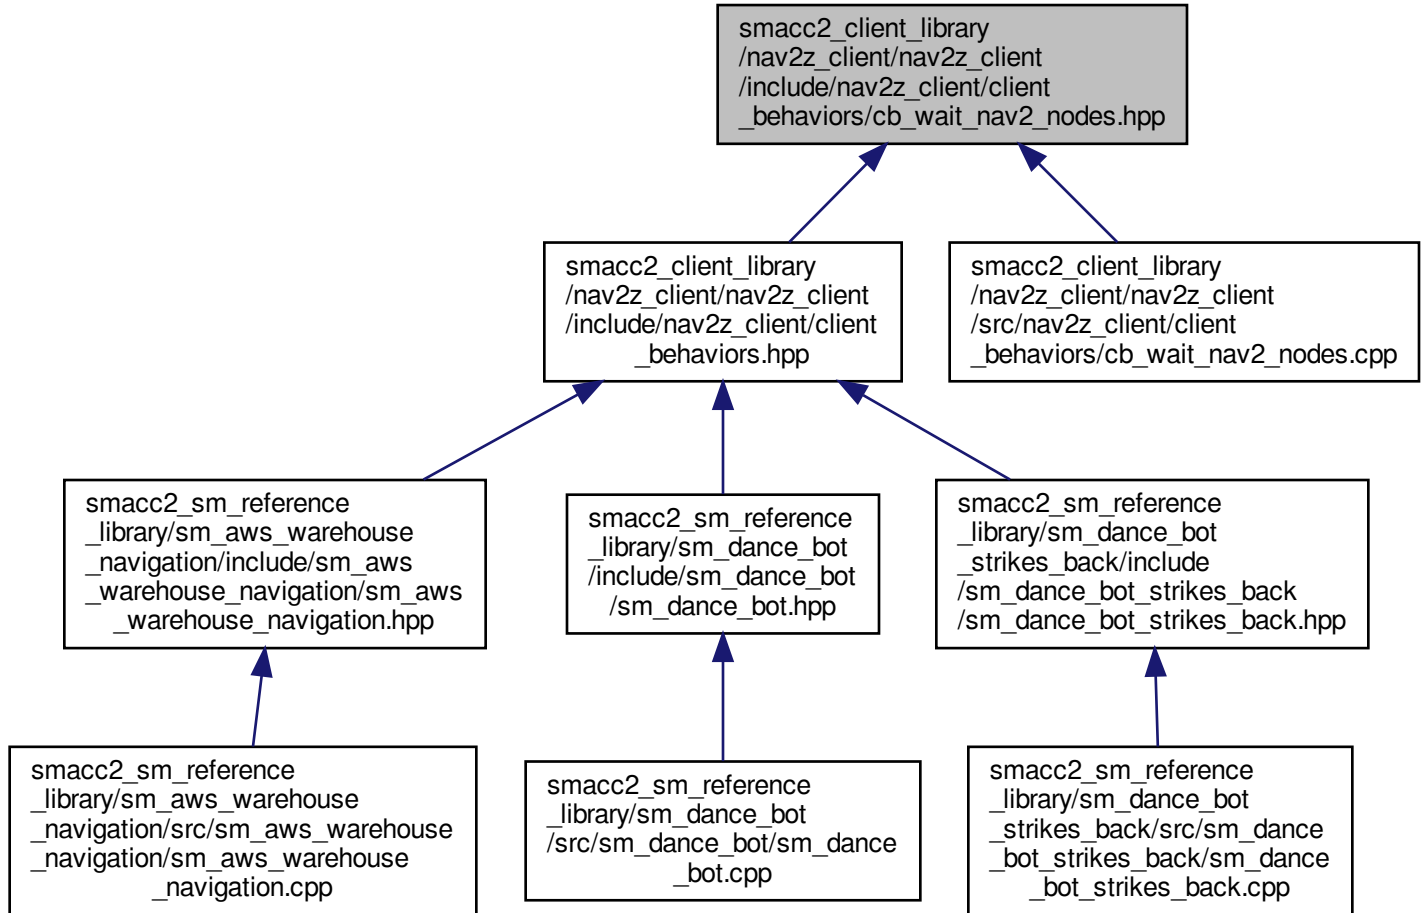 smacc2_client_library
/nav2z_client/nav2z_client
/include/nav2z_client/client
_behaviors/cb_wait_nav2_nodes.hpp
smacc2_client_library
/nav2z_client/nav2z_client
/include/nav2z_client/client
_behaviors.hpp
smacc2_client_library
/nav2z_client/nav2z_client
/src/nav2z_client/client
_behaviors/cb_wait_nav2_nodes.cpp
smacc2_sm_reference
_library/sm_aws_warehouse
_navigation/include/sm_aws
_warehouse_navigation/sm_aws
_warehouse_navigation.hpp
smacc2_sm_reference
_library/sm_dance_bot
/include/sm_dance_bot
/sm_dance_bot.hpp
smacc2_sm_reference
_library/sm_dance_bot
_strikes_back/include
/sm_dance_bot_strikes_back
/sm_dance_bot_strikes_back.hpp
smacc2_sm_reference
_library/sm_aws_warehouse
_navigation/src/sm_aws_warehouse
_navigation/sm_aws_warehouse
_navigation.cpp
smacc2_sm_reference
_library/sm_dance_bot
/src/sm_dance_bot/sm_dance
_bot.cpp
smacc2_sm_reference
_library/sm_dance_bot
_strikes_back/src/sm_dance
_bot_strikes_back/sm_dance
_bot_strikes_back.cpp